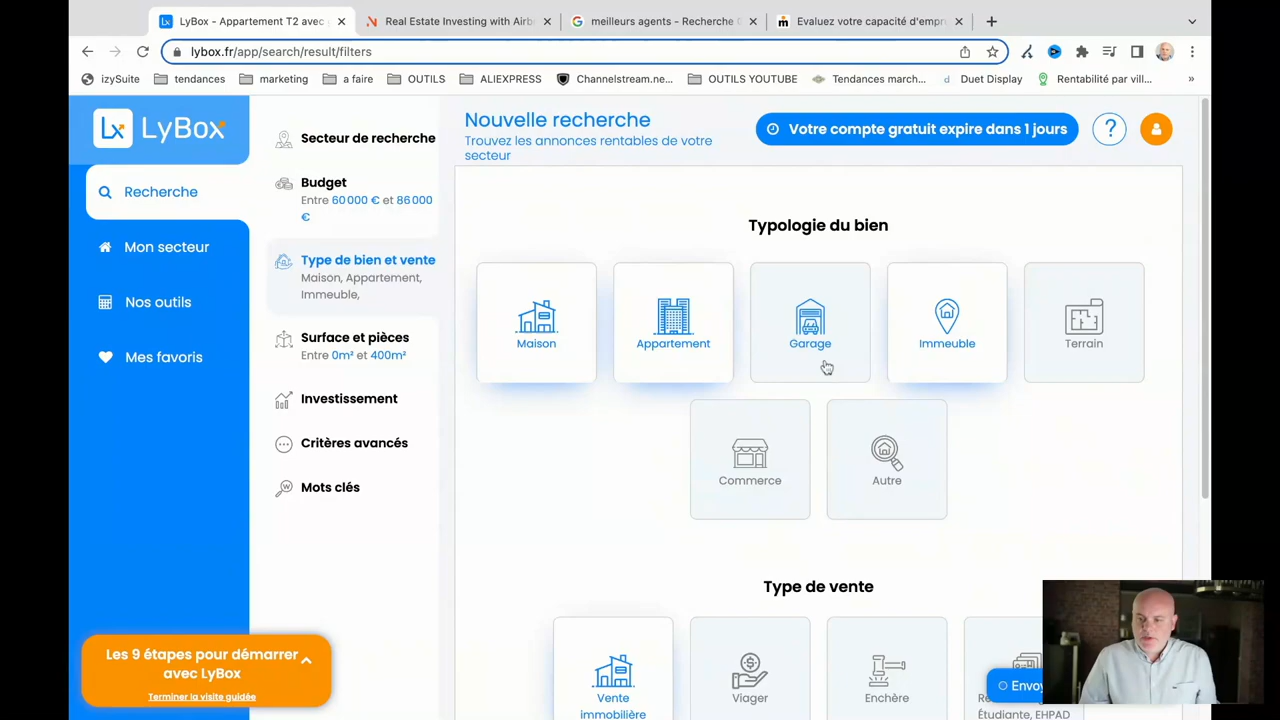 LyBox - Appartement T2 avec
Real Estate Investing with Airb
meilleurs agents - Recherche
Evaluez votre capacité d'empr
lybox.fr/app/search/result/filters
izySuite
tendances
marketing
a faire
OUTILS
ALIEXPRESS
Channelstream.ne...
OUTILS YOUTUBE
Tendances march...
Duet Display
Rentabilité par vill...
»
Lx LyBox
Recherche
Mon secteur
Nos outils
Mes favoris
Les 9 étapes pour démarrer
avec LyBox
Terminer la visite guidée
Secteur de recherche
Budget
Entre 60 000 € et 86 000
€
Type de bien et vente
Maison, Appartement,
Immeuble,
Surface et pièces
Entre 0m² et 400m²
Investissement
Critères avancés
Mots clés
Nouvelle recherche
Trouvez les annonces rentables de votre
secteur
Votre compte gratuit expire dans 1 jours
?
Typologie du bien
Maison
Appartement
Garage
Immeuble
Terrain
Commerce
Autre
Type de vente
Vente
immobilière
Viager
Enchère
Étudiante, EHPAD
Envoy